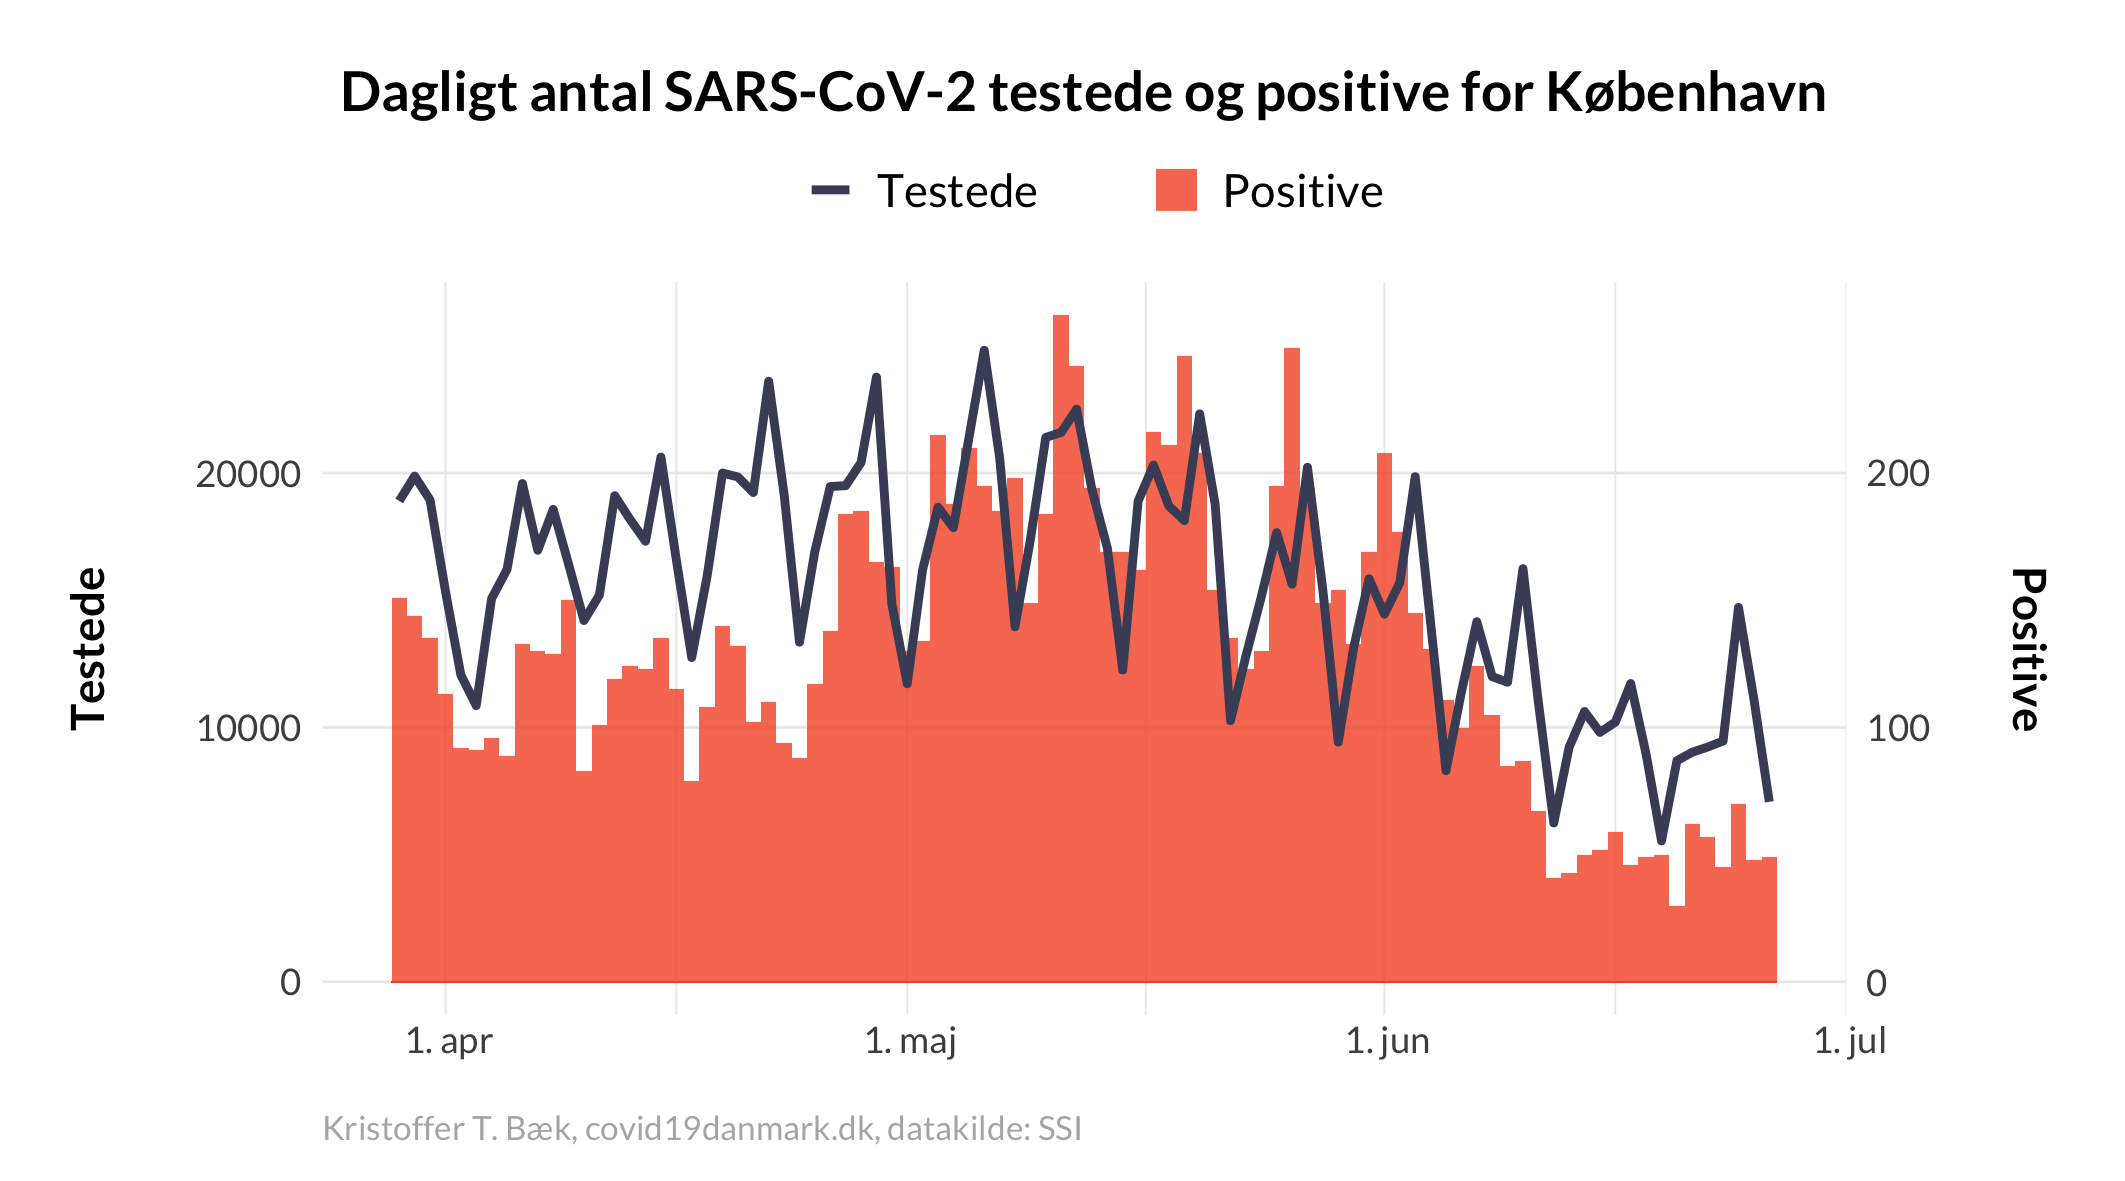 Dagligt antal SARS-CoV-2 testede og positive for København
Testede
Positive
20000
10000
0
Testede
200
100
0
Positive
1. apr
1. maj
1. jun
1. jul
Kristoffer T. Bæk, covid19danmark.dk, datakilde: SSI